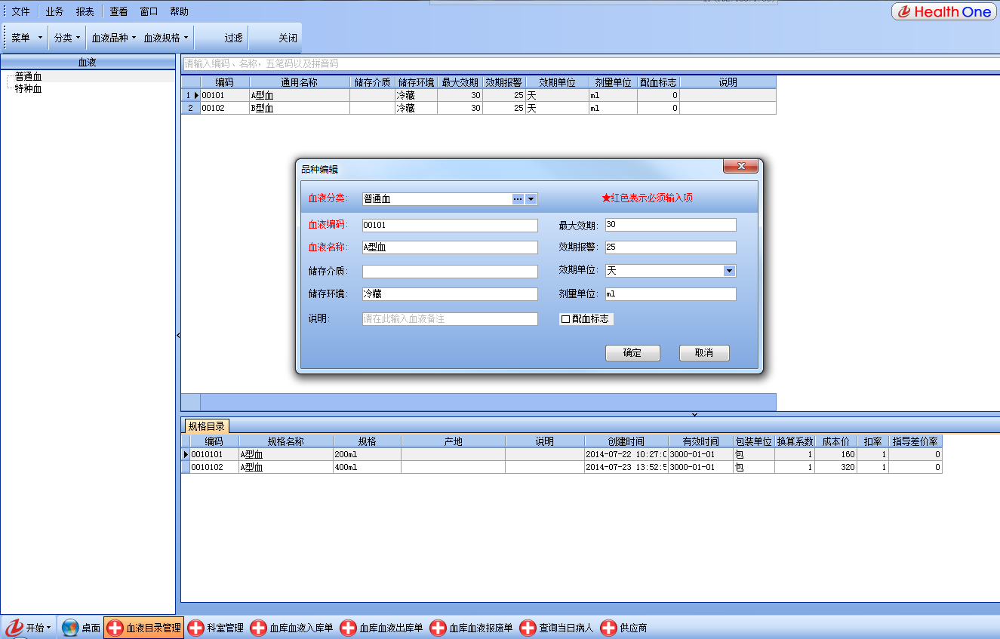 文件 业务 报表 查看 窗口 帮助
Health One
菜单 分类 血液品种 血液规格 过滤 关闭
血液
普通血
特种血
请输入编码、名称，五笔码以及拼音码
编码 通用名称 储存介质 储存环境 最大效期 效期报警 效期单位 剂量单位 配血标志 说明
1 00101 A型血 冷藏 30 25 天 ml 0
2 00102 B型血 冷藏 30 25 天 ml 0
品种编辑
血液分类: 普通血 ★红色表示必须输入项
血液编码: 00101 最大效期: 30
血液名称: A型血 效期报警: 25
储存介质: 效期单位: 天
储存环境: 冷藏 剂量单位: ml
说明: 请在此输入血液备注 配血标志
确定 取消
规格目录
编码 规格名称 规格 产地 说明 创建时间 有效时间 包装单位 换算系数 成本价 扣率 指导差价率
0010101 A型血 200ml 2014-07-22 10:27:0 3000-01-01 包 1 160 1 0
0010102 A型血 400ml 2014-07-23 13:52:5 3000-01-01 包 1 320 1 0
开始 桌面 血液目录管理 科室管理 血库血液入库单 血库血液出库单 血库血液报废单 查询当日病人 供应商